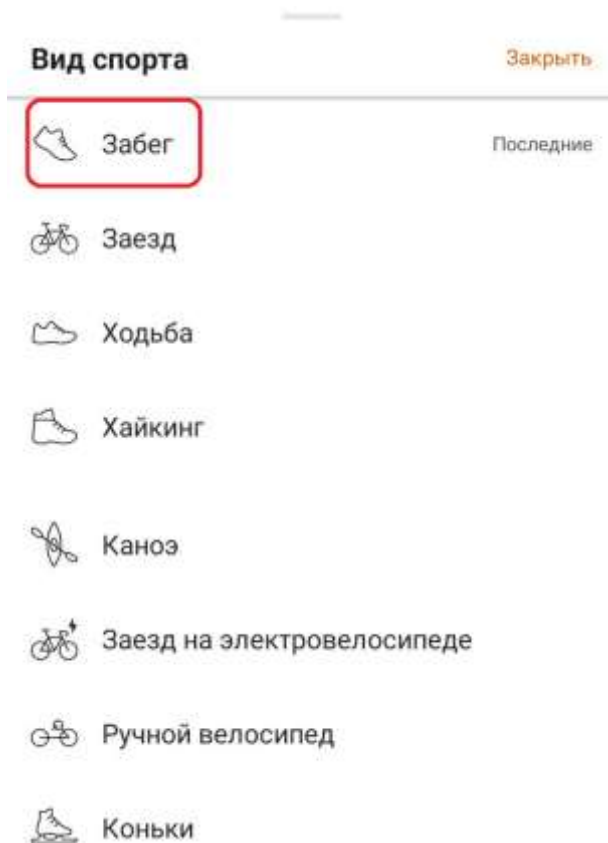 Вид спорта Закрыть
Забег Последние
Заезд
Ходьба
Хайкинг
Каноэ
Заезд на электровелосипеде
Ручной велосипед
Коньки